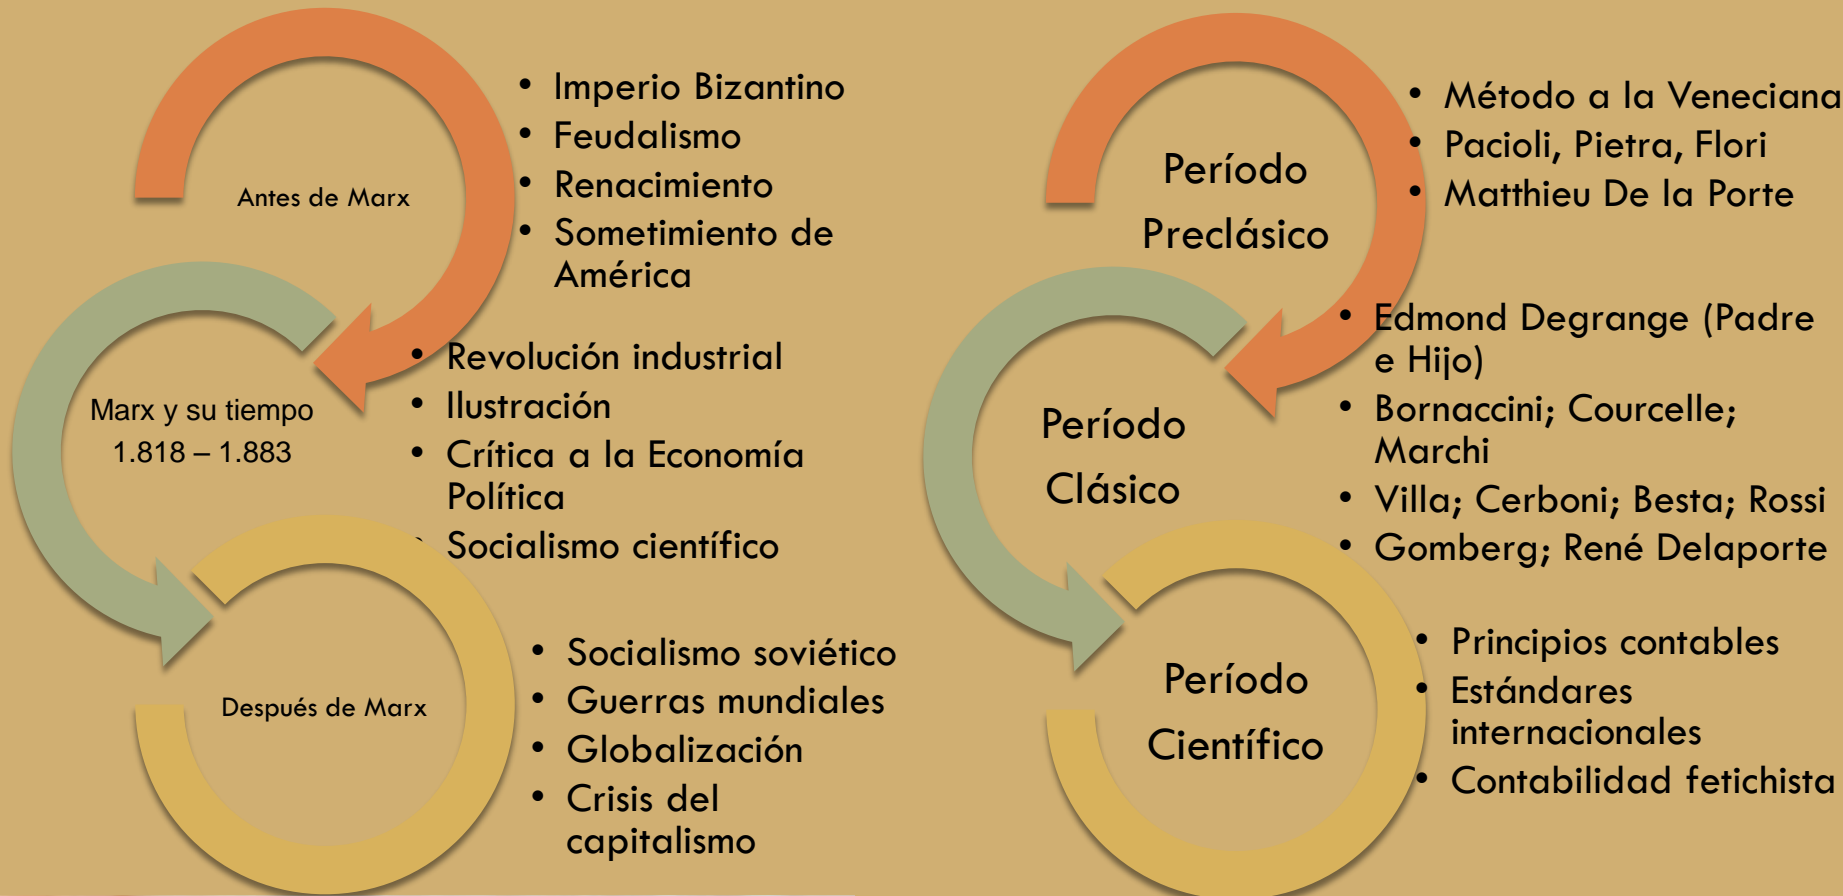 Antes de Marx
• Imperio Bizantino
• Feudalismo
• Renacimiento
• Sometimiento de
América
Marx y su tiempo
1.818 – 1.883
• Revolución industrial
• Ilustración
• Crítica a la Economía
Política
• Socialismo científico
Después de Marx
• Socialismo soviético
• Guerras mundiales
• Globalización
• Crisis del
capitalismo
Período
Preclásico
• Método a la Veneciana
• Pacioli, Pietra, Flori
• Matthieu De la Porte
Período
Clásico
• Edmond Degrange (Padre
e Hijo)
• Bornaccini; Courcelle;
Marchi
• Villa; Cerboni; Besta; Rossi
• Gomberg; René Delaporte
Período
Científico
• Principios contables
• Estándares
internacionales
• Contabilidad fetichista